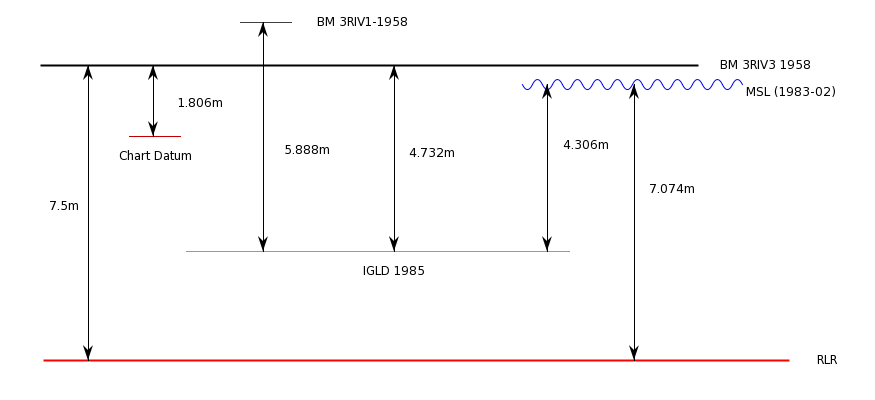 BM 3RIV1-1958
BM 3RIV3 1958
MSL (1983-02)
1.806m
Chart Datum
5.888m
4.732m
4.306m
7.074m
7.5m
IGLD 1985
RLR